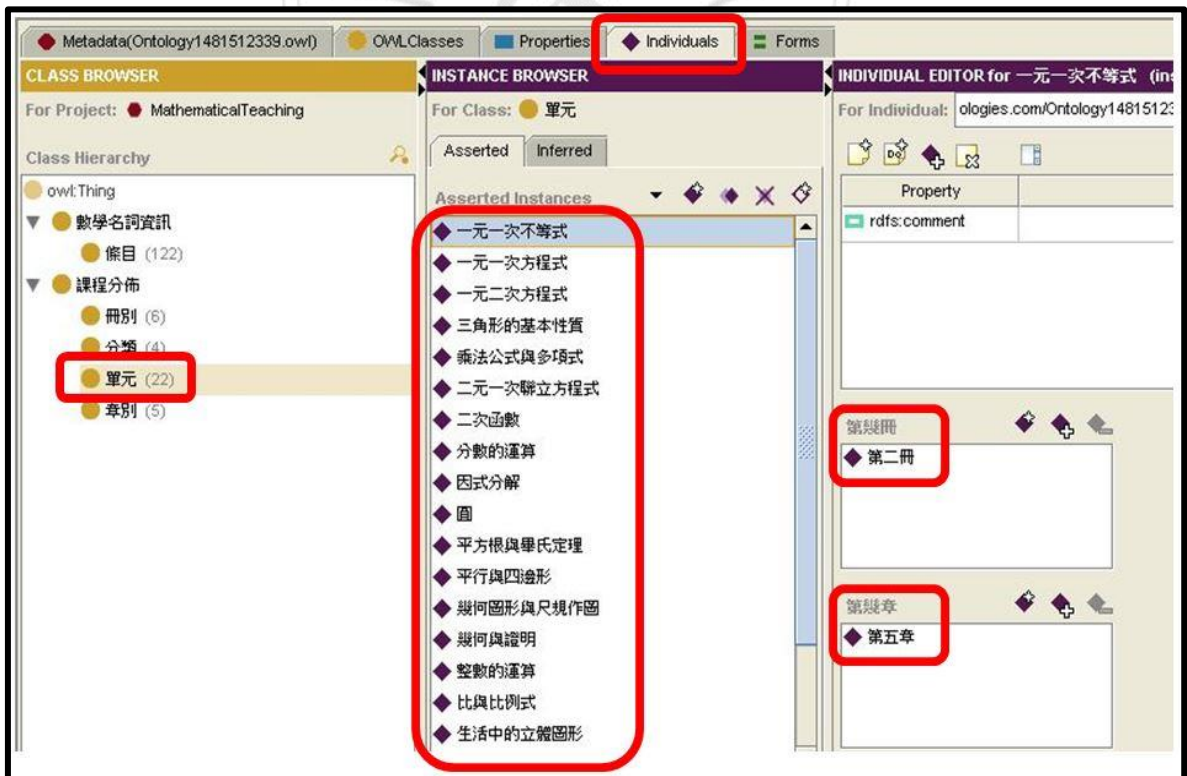 Metadata(Ontology1481512339.owl) OWLClasses Properties Individuals Forms
CLASS BROWSER
For Project: MathematicalTeaching
Class Hierarchy
owl:Thing
數學名詞資訊
條目 (122)
課程分佈
冊別 (6)
分類 (4)
單元 (22)
章別 (5)
INSTANCE BROWSER
For Class: 單元
Asserted Inferred
Asserted Instances
一元一次不等式
一元一次方程式
一元二次方程式
三角形的基本性質
乘法公式與多項式
二元一次聯立方程式
二次函數
分數的運算
因式分解
圓
平方根與畢氏定理
平行與四邊形
幾何圖形與尺規作圖
幾何與證明
整數的運算
比與比例式
生活中的立體圖形
INDIVIDUAL EDITOR for 一元一次不等式 (in
For Individual: ologies.com/Ontology14815123
Property
rdfs:comment
第幾冊
第二冊
第幾章
第五章